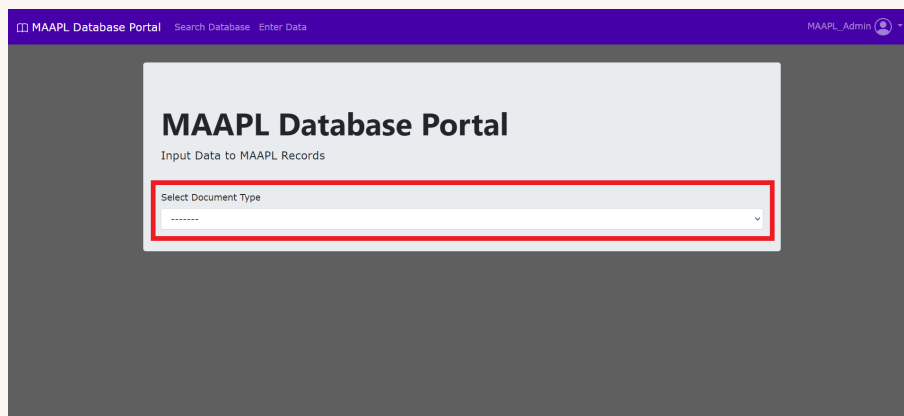 MAAPL Database Portal Search Database Enter Data MAAPL_Admin
MAAPL Database Portal
Input Data to MAAPL Records
Select Document Type
-------